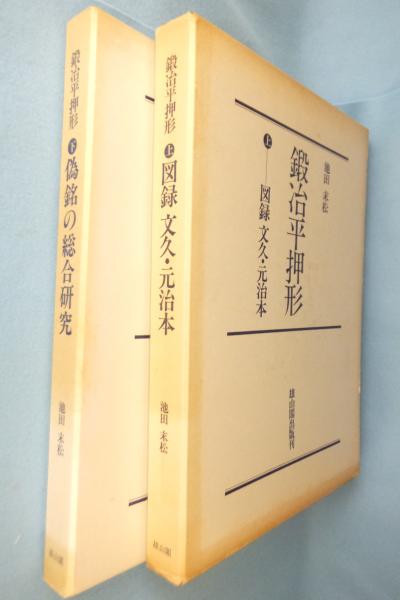 鍛冶平押形
上――図録 文久・元治本
池田 末松
雄山閣出版刊
鍛冶平押形
上 図録 文久・元治本
池田 末松
雄山閣
鍛冶平押形
下 偽銘の総合研究
池田 末松
雄山閣